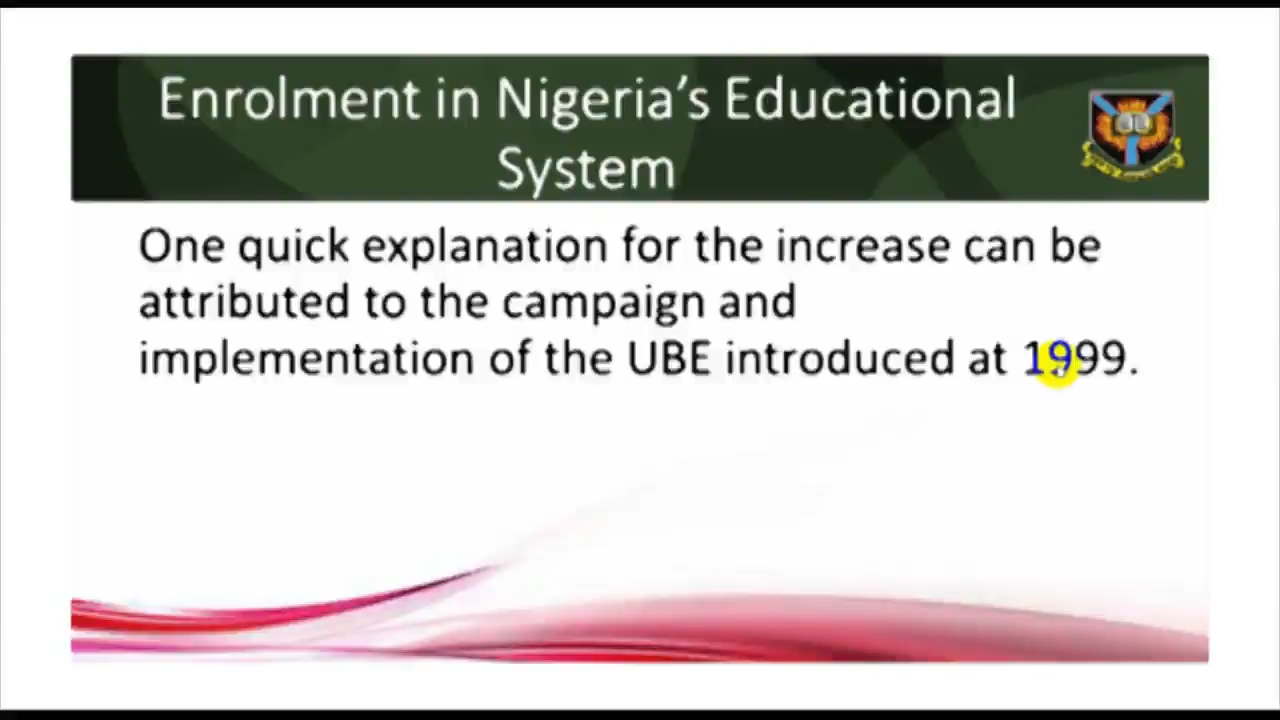 Enrolment in Nigeria's Educational
System
One quick explanation for the increase can be
attributed to the campaign and
implementation of the UBE introduced at 1999.